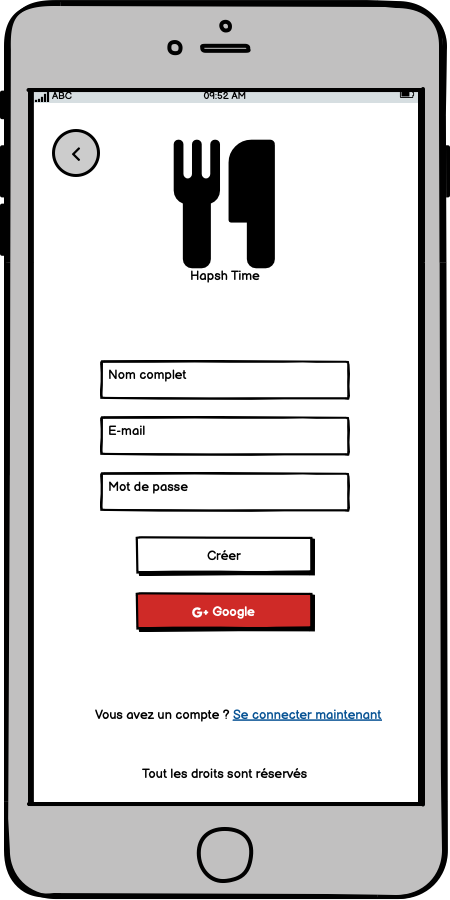 ABC 09:52 AM
Hapsh Time
Nom complet
E-mail
Mot de passe
Créer
G+ Google
Vous avez un compte ? Se connecter maintenant
Tout les droits sont réservés